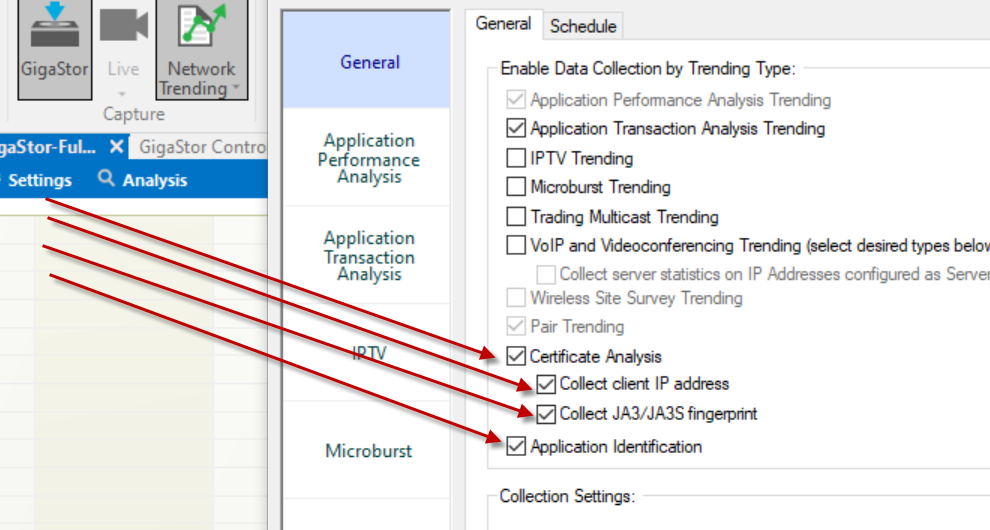 GigaStor
Live
Network
Trending
Capture
gaStor-Ful...
GigaStor Contro
Settings
Analysis
General
Application
Performance
Analysis
Application
Transaction
Analysis
IPTV
Microburst
General
Schedule
Enable Data Collection by Trending Type:
Application Performance Analysis Trending
Application Transaction Analysis Trending
IPTV Trending
Microburst Trending
Trading Multicast Trending
VoIP and Videoconferencing Trending (select desired types below
Collect server statistics on IP Addresses configured as Server
Wireless Site Survey Trending
Pair Trending
Certificate Analysis
Collect client IP address
Collect JA3/JA3S fingerprint
Application Identification
Collection Settings: